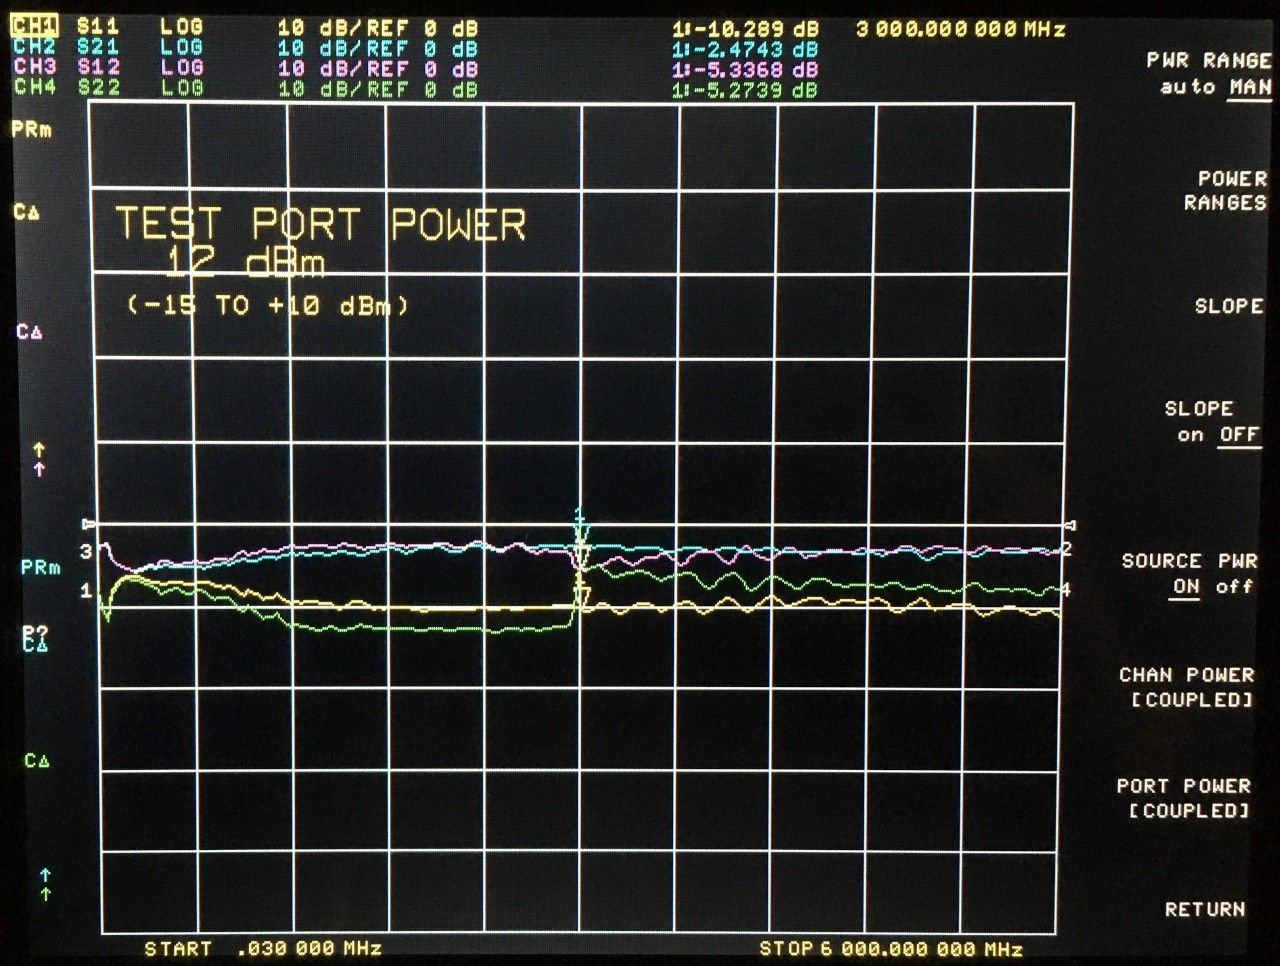 CH1 S11 LOG 10 dB/REF 0 dB 1:-10.289 dB 3 000.000 000 MHz
CH2 S21 LOG 10 dB/REF 0 dB 1:-2.4743 dB
CH3 S12 LOG 10 dB/REF 0 dB 1:-5.3368 dB
CH4 S22 LOG 10 dB/REF 0 dB 1:-5.2739 dB
PWR RANGE
auto MAN
PRm
POWER
RANGES
CΔ
TEST PORT POWER
12 dBm
(-15 TO +10 dBm)
SLOPE
CΔ
SLOPE
on OFF
↑
↑
3
2
1
4
PRm
SOURCE PWR
ON off
P?
CΔ
CHAN POWER
[COUPLED]
CΔ
PORT POWER
[COUPLED]
↑
↑
RETURN
START .030 000 MHz STOP 6 000.000 000 MHz